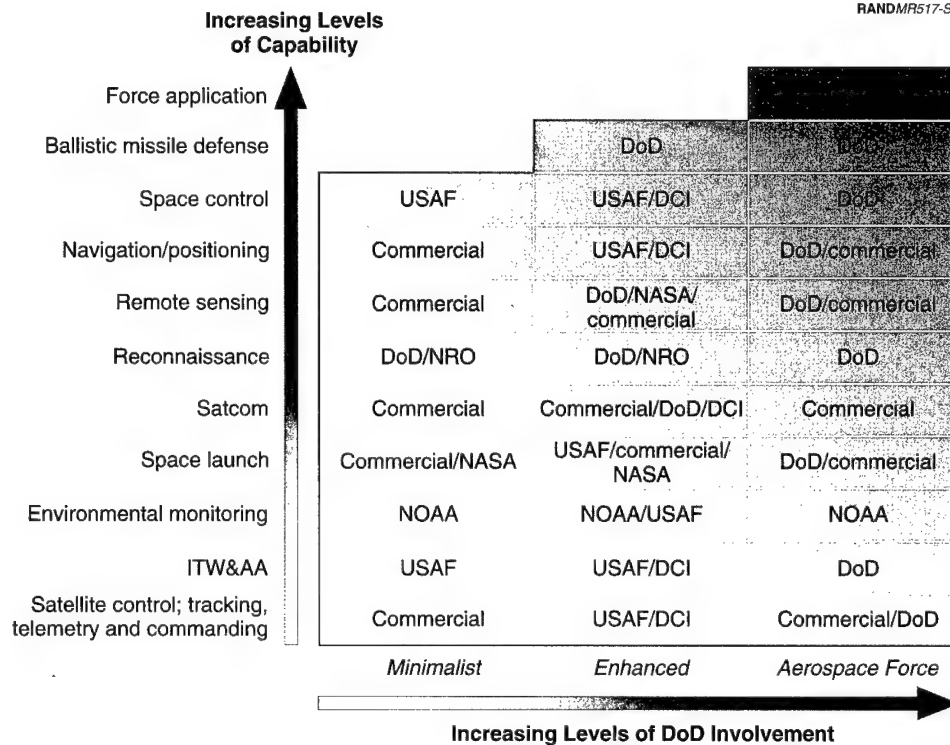 RANDMR517-S
Increasing Levels
of Capability
Force application
Ballistic missile defense DoD DoD
Space control USAF USAF/DCI DoD
Navigation/positioning Commercial USAF/DCI DoD/commercial
Remote sensing Commercial DoD/NASA/
commercial DoD/commercial
Reconnaissance DoD/NRO DoD/NRO DoD
Satcom Commercial Commercial/DoD/DCI Commercial
Space launch Commercial/NASA USAF/commercial/
NASA DoD/commercial
Environmental monitoring NOAA NOAA/USAF NOAA
ITW&AA USAF USAF/DCI DoD
Satellite control; tracking,
telemetry and commanding Commercial USAF/DCI Commercial/DoD
Minimalist Enhanced Aerospace Force
Increasing Levels of DoD Involvement